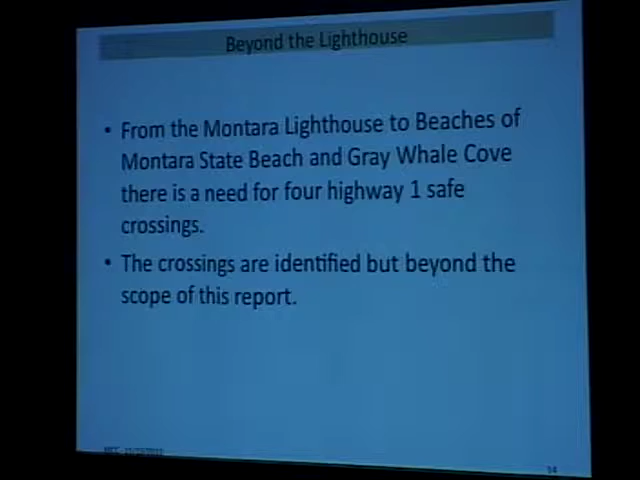 Beyond the Lighthouse
• From the Montara Lighthouse to Beaches of
Montara State Beach and Gray Whale Cove
there is a need for four highway 1 safe
crossings.
• The crossings are identified but beyond the
scope of this report.
14